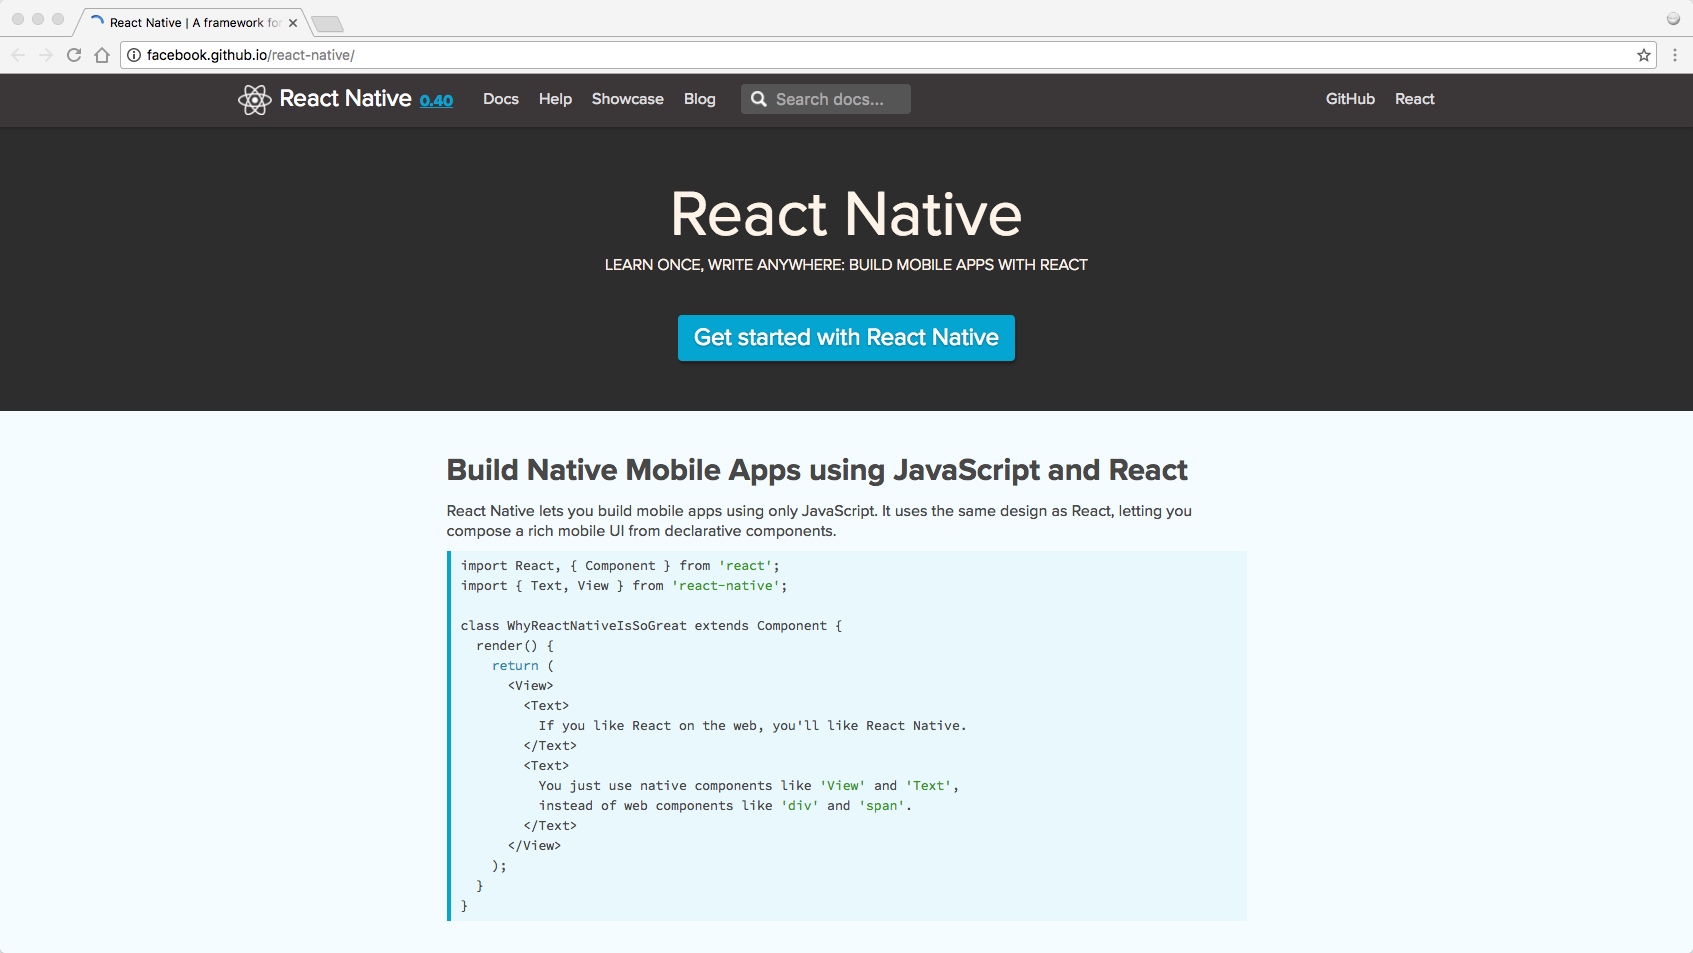 React Native | A framework for
facebook.github.io/react-native/
React Native 0.40 Docs Help Showcase Blog Search docs... GitHub React
React Native
LEARN ONCE, WRITE ANYWHERE: BUILD MOBILE APPS WITH REACT
Get started with React Native
Build Native Mobile Apps using JavaScript and React
React Native lets you build mobile apps using only JavaScript. It uses the same design as React, letting you
compose a rich mobile UI from declarative components.
import React, { Component } from 'react';
import { Text, View } from 'react-native';
class WhyReactNativeIsSoGreat extends Component {
render() {
return (
<View>
<Text>
If you like React on the web, you'll like React Native.
</Text>
<Text>
You just use native components like 'View' and 'Text',
instead of web components like 'div' and 'span'.
</Text>
</View>
);
}
}